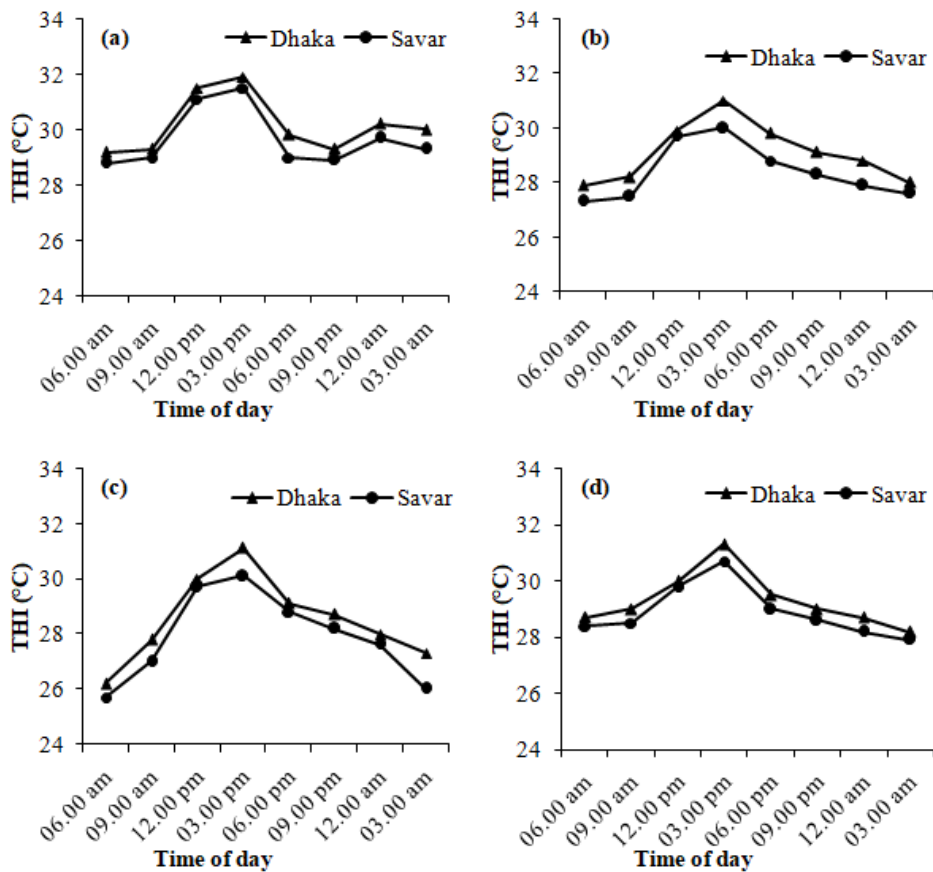 (a)
Dhaka Savar
THI (°C)
34
32
30
28
26
24
06.00 am
09.00 am
12.00 pm
03.00 pm
06.00 pm
09.00 pm
12.00 am
03.00 am
Time of day
(b)
Dhaka Savar
THI (°C)
34
32
30
28
26
24
06.00 am
09.00 am
12.00 pm
03.00 pm
06.00 pm
09.00 pm
12.00 am
03.00 am
Time of day
(c)
Dhaka Savar
THI (°C)
34
32
30
28
26
24
06.00 am
09.00 am
12.00 pm
03.00 pm
06.00 pm
09.00 pm
12.00 am
03.00 am
Time of day
(d)
Dhaka Savar
THI (°C)
34
32
30
28
26
24
06.00 am
09.00 am
12.00 pm
03.00 pm
06.00 pm
09.00 pm
12.00 am
03.00 am
Time of day